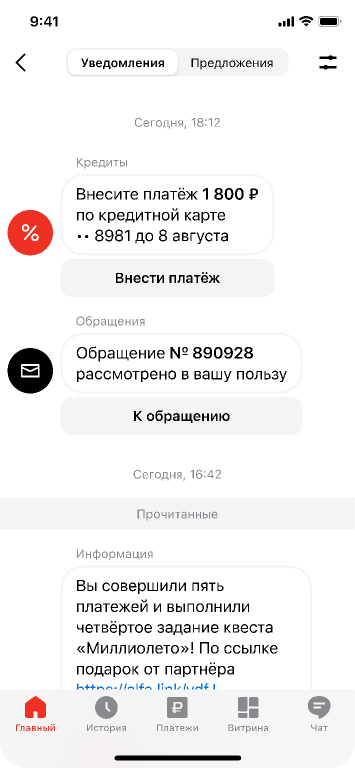 9:41
Уведомления Предложения
Сегодня, 18:12
Кредиты
Внесите платёж 1 800 ₽
по кредитной карте
•• 8981 до 8 августа
Внести платёж
Обращения
Обращение № 890928
рассмотрено в вашу пользу
К обращению
Сегодня, 16:42
Прочитанные
Информация
Вы совершили пять
платежей и выполнили
четвёртое задание квеста
«Миллиолето»! По ссылке
подарок от партнёра
Главный История Платежи Витрина Чат